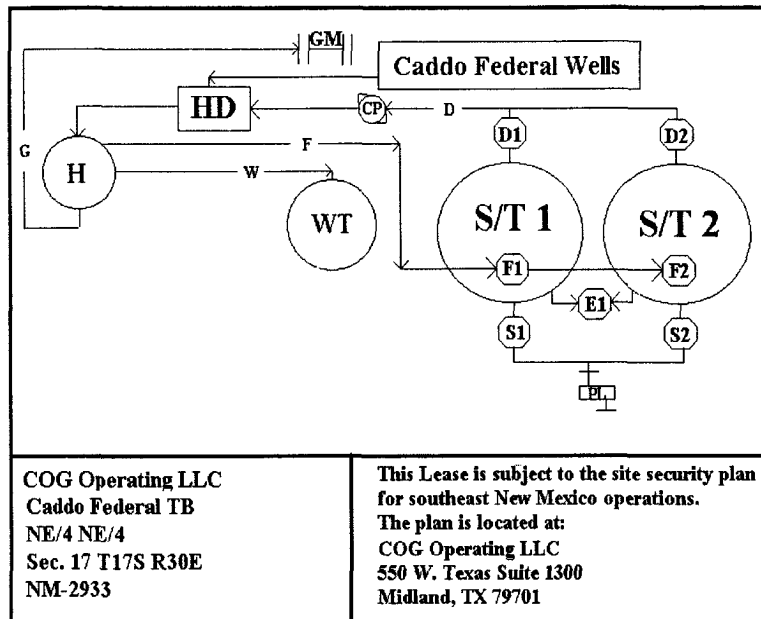 GM
Caddo Federal Wells
HD
CP
D
G
F
D1
D2
H
W
WT
S/T 1
S/T 2
F1
F2
E1
S1
S2
PL
COG Operating LLC
Caddo Federal TB
NE/4 NE/4
Sec. 17 T17S R30E
NM-2933
This Lease is subject to the site security plan
for southeast New Mexico operations.
The plan is located at:
COG Operating LLC
550 W. Texas Suite 1300
Midland, TX 79701